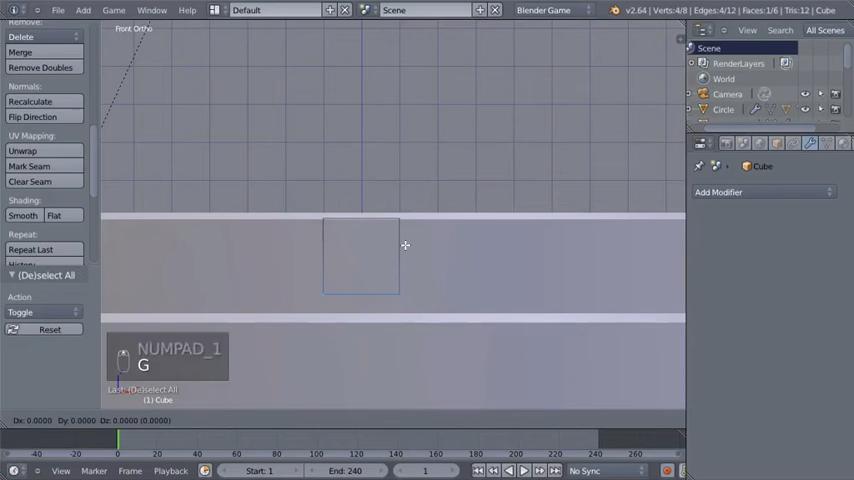 File Add Game Window Help Default Scene Blender Game v2.64 | Verts:4/8 | Edges:4/12 | Faces:1/6 | Tris:12 | Cube
Remove:
Delete
Merge
Remove Doubles
Normals:
Recalculate
Flip Direction
UV Mapping:
Unwrap
Mark Seam
Clear Seam
Shading:
Smooth Flat
Repeat:
Repeat Last
(De)select All
Action
Toggle
Reset
Front Ortho
NUMPAD_1
G
Last: (De)select All
(1) Cube
Dx: 0.0000 Dy: 0.0000 Dz: 0.0000 (0.0000)
View Search All Scenes
Scene
RenderLayers
World
Camera
Circle
Cube
Add Modifier
-40 -20 0 20 40 60 80 100 120 140 160 180 200 220 240 260
View Marker Frame Playback Start: 1 End: 240 1 No Sync